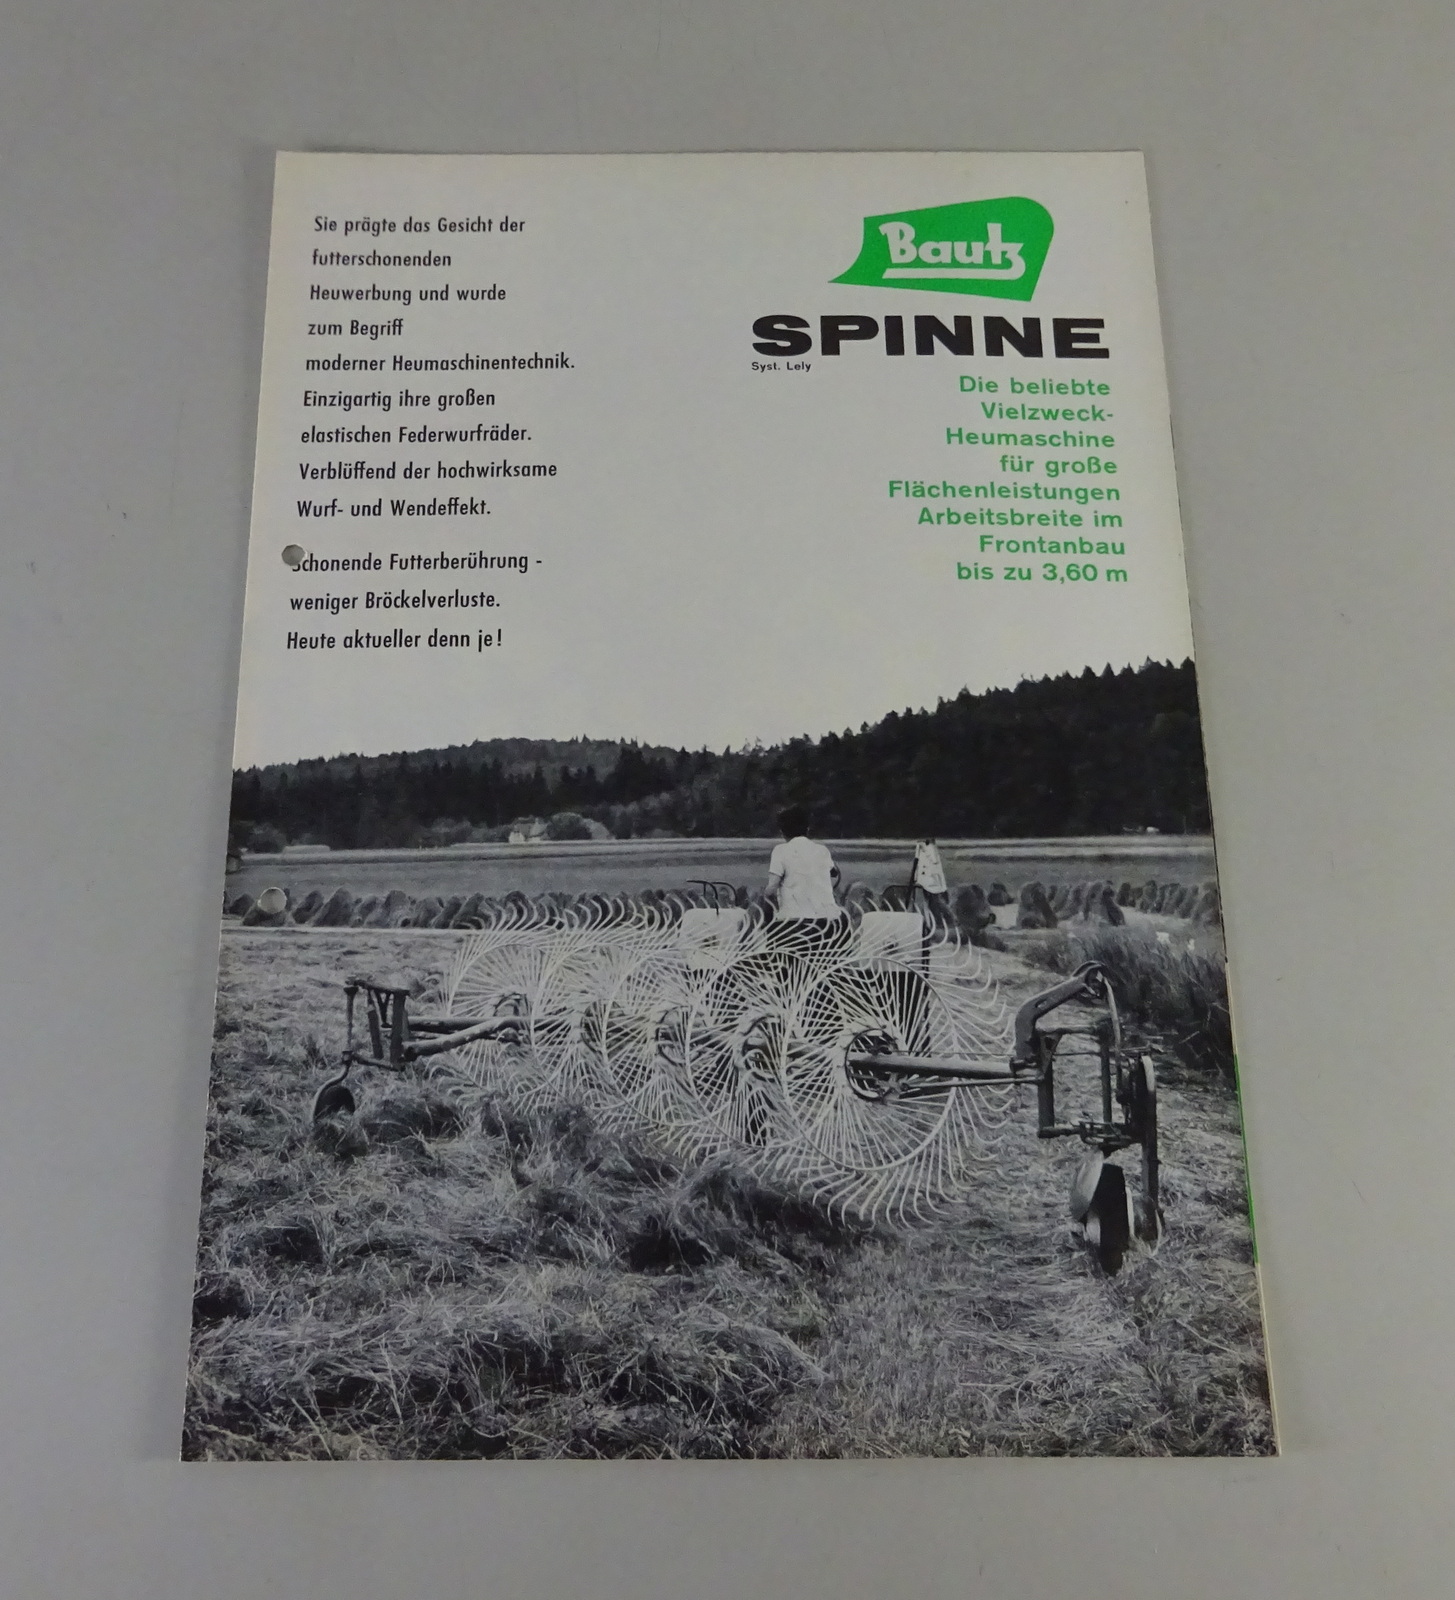 Sie prägte das Gesicht der
futterschonenden
Heuwerbung und wurde
zum Begriff
moderner Heumaschinentechnik.
Einzigartig ihre großen
elastischen Federwurfräder.
Verblüffend der hochwirksame
Wurf- und Wendeffekt.
Schonende Futterberührung -
weniger Bröckelverluste.
Heute aktueller denn je!
Bautz
SPINNE
Syst. Lely
Die beliebte
Vielzweck-
Heumaschine
für große
Flächenleistungen
Arbeitsbreite im
Frontanbau
bis zu 3,60 m